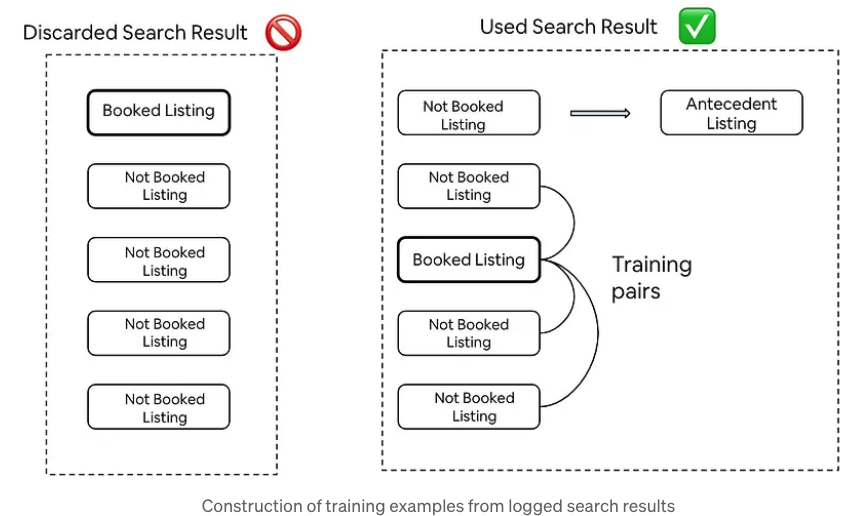 Discarded Search Result
Booked Listing
Not Booked
Listing
Not Booked
Listing
Not Booked
Listing
Not Booked
Listing
Used Search Result
Not Booked
Listing
Antecedent
Listing
Not Booked
Listing
Booked Listing
Training
pairs
Not Booked
Listing
Not Booked
Listing
Construction of training examples from logged search results